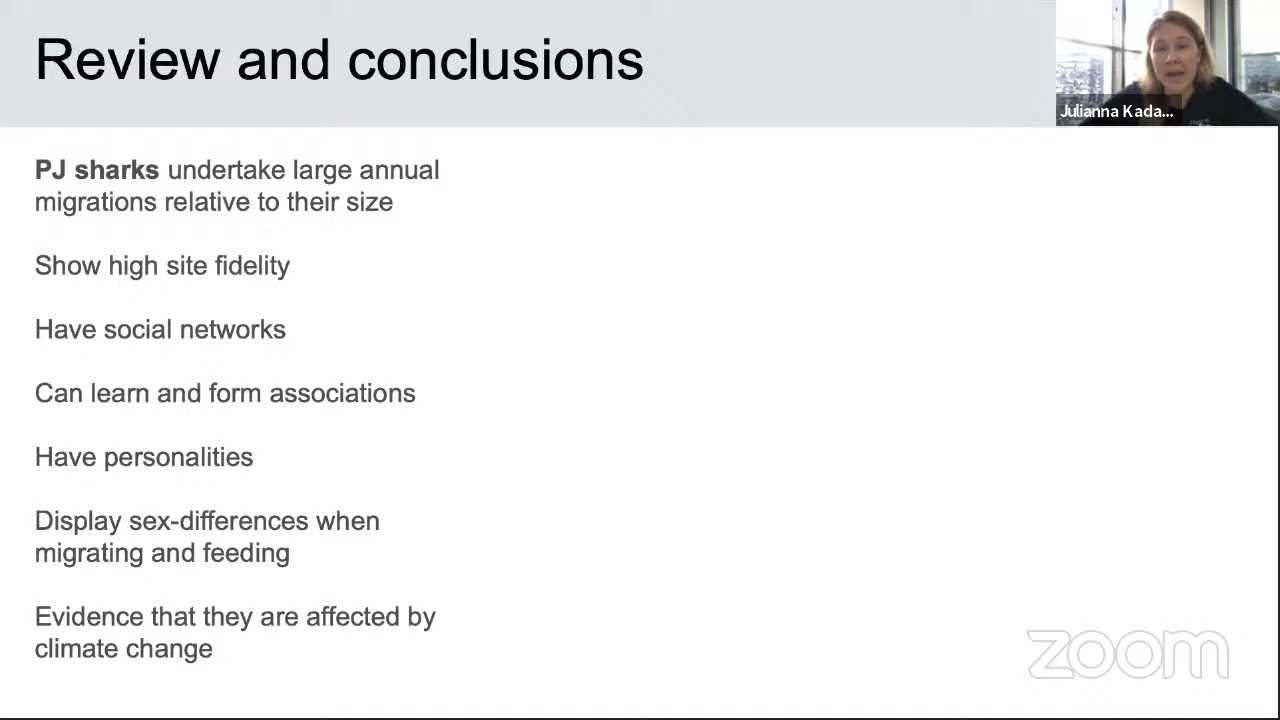 Review and conclusions
Julianna Kada...
PJ sharks undertake large annual
migrations relative to their size
Show high site fidelity
Have social networks
Can learn and form associations
Have personalities
Display sex-differences when
migrating and feeding
Evidence that they are affected by
climate change
zoom